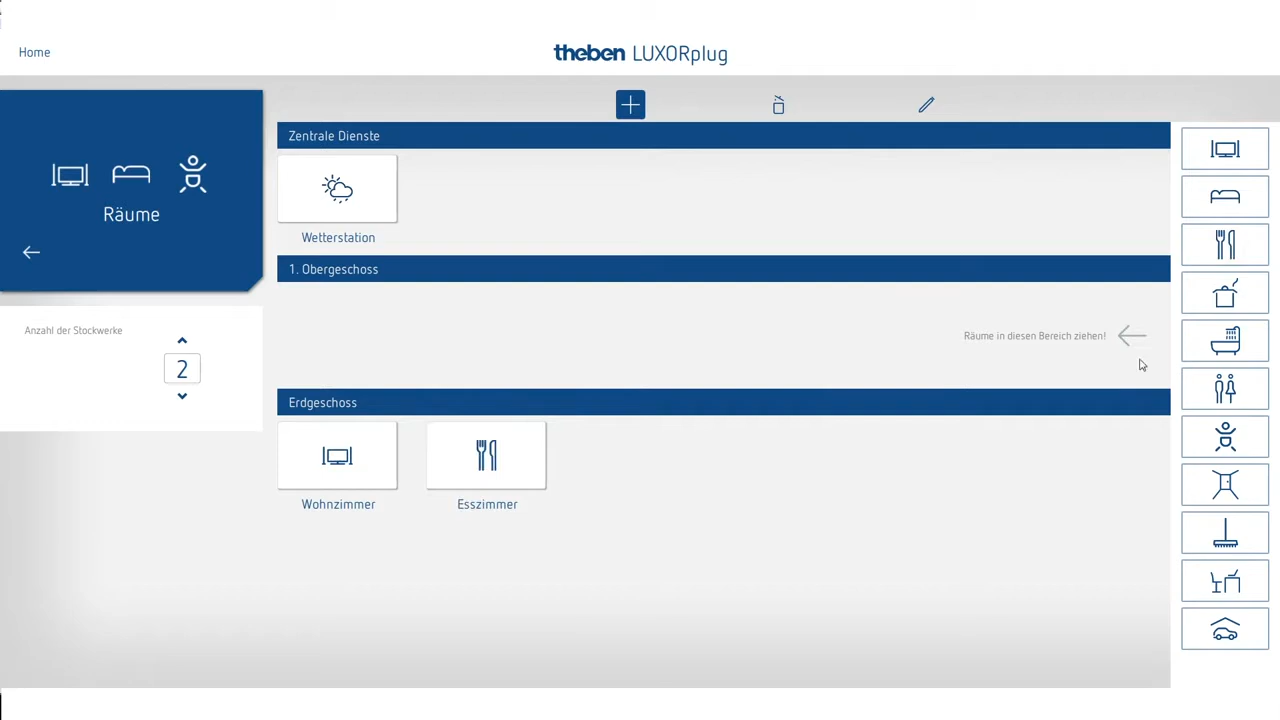 Home
theben LUXORplug
Räume
Anzahl der Stockwerke
2
Zentrale Dienste
Wetterstation
1. Obergeschoss
Räume in diesen Bereich ziehen!
Erdgeschoss
Wohnzimmer
Esszimmer